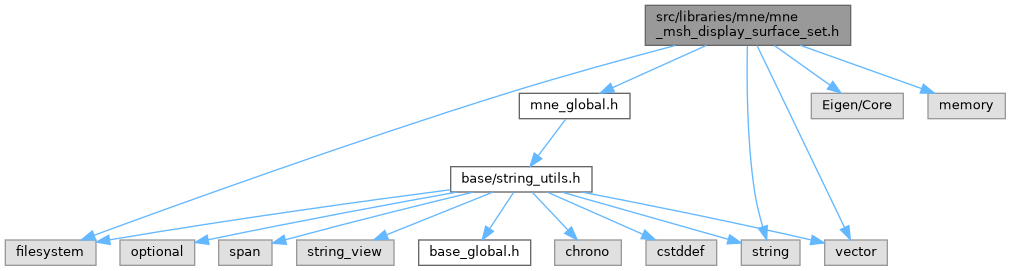 src/libraries/mne/mne
_msh_display_surface_set.h
mne_global.h
Eigen/Core
memory
base/string_utils.h
filesystem
optional
span
string_view
base_global.h
chrono
cstddef
string
vector